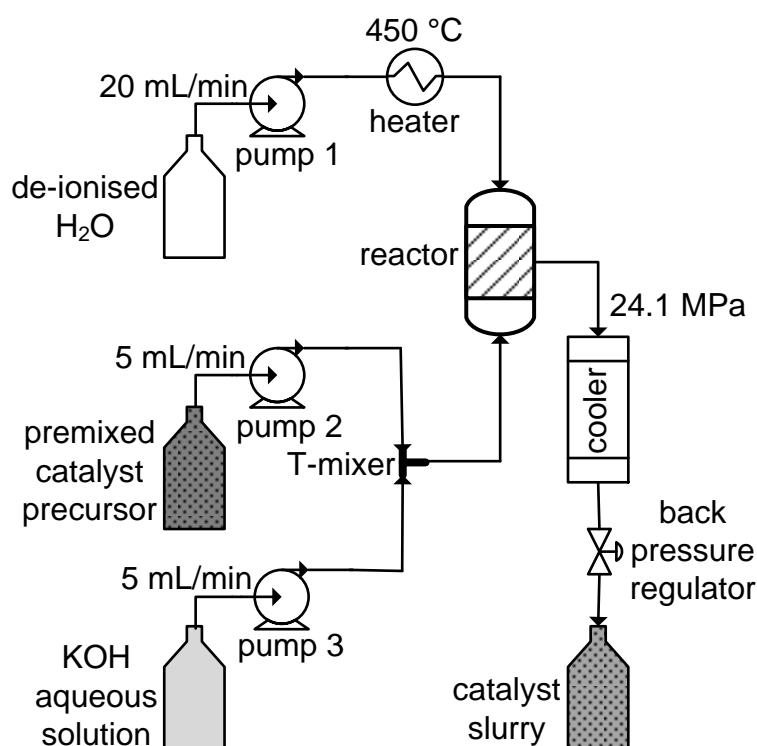 450 °C
20 mL/min
heater
pump 1
de-ionised
H₂O
reactor
24.1 MPa
5 mL/min
pump 2
cooler
premixed
catalyst
precursor
T-mixer
back
pressure
regulator
5 mL/min
pump 3
KOH
aqueous
solution
catalyst
slurry